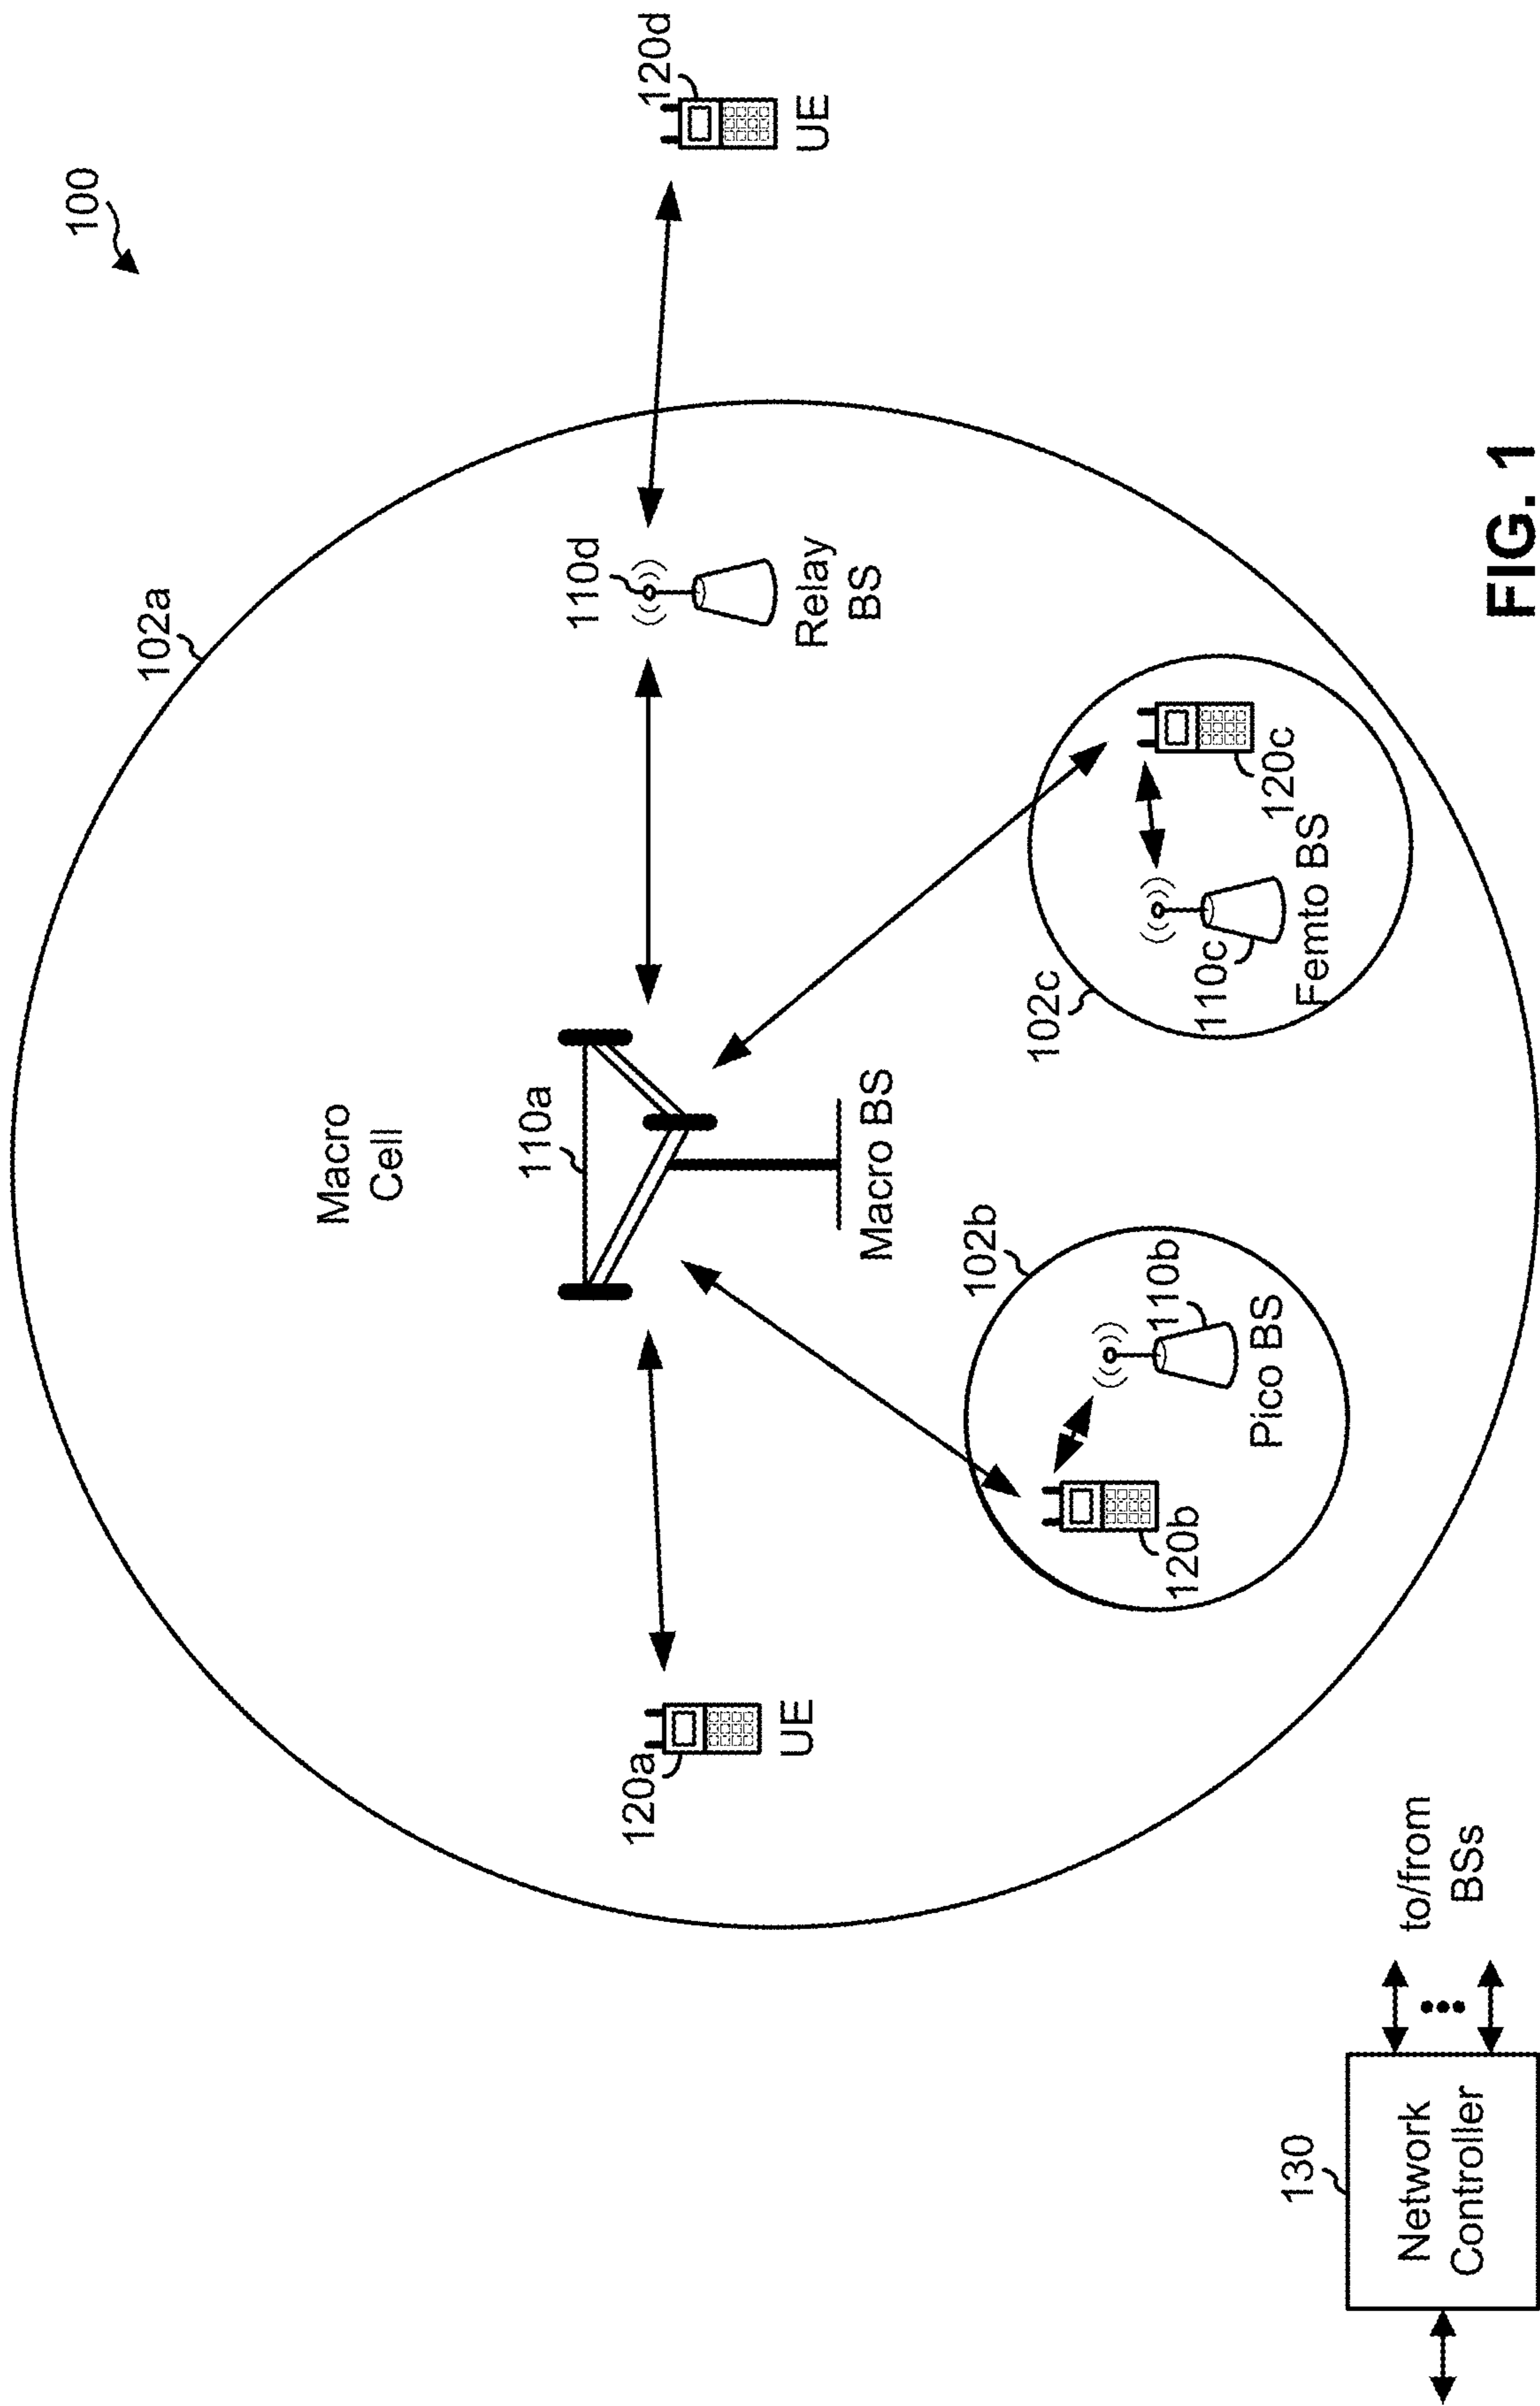 100
102a
Macro
Cell
110a
110d
120a
120d
UE
Relay
BS
UE
Macro BS
102b
102c
120b
110b
Pico BS
110c
120c
Femto BS
130
Network
Controller
to/from
BSs
FIG. 1